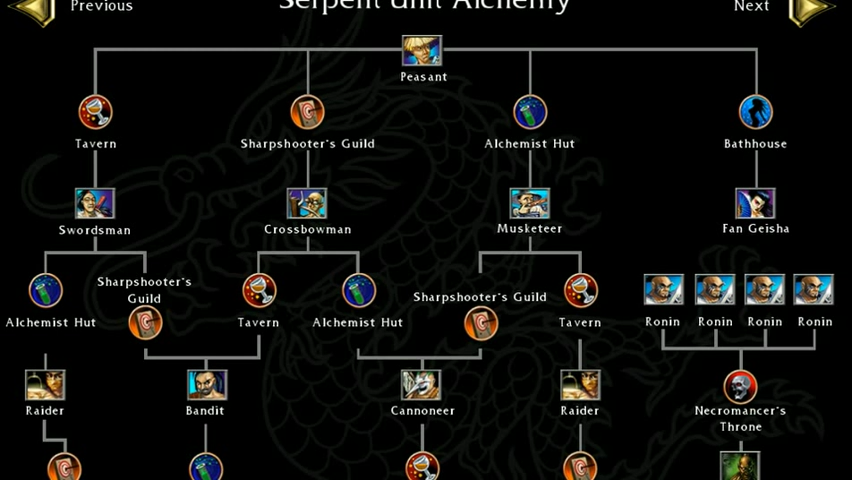 Previous
Serpent Unit Alchemy
Next
Peasant
Tavern
Sharpshooter's Guild
Alchemist Hut
Bathhouse
Swordsman
Crossbowman
Musketeer
Fan Geisha
Alchemist Hut
Sharpshooter's
Guild
Tavern
Alchemist Hut
Sharpshooter's Guild
Tavern
Ronin
Ronin
Ronin
Ronin
Raider
Bandit
Cannoneer
Raider
Necromancer's
Throne